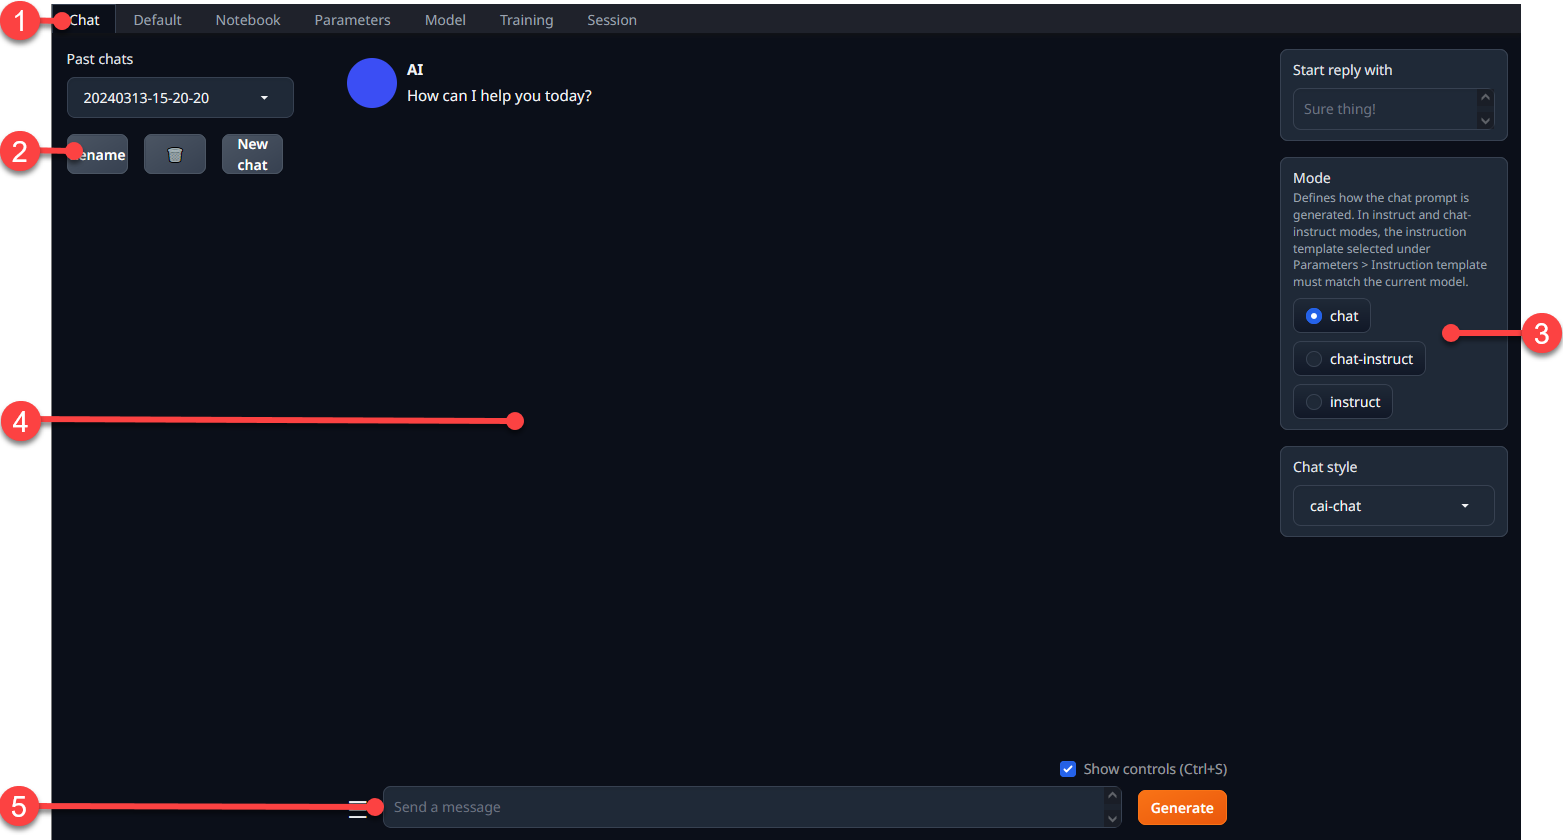 1
Chat
Default
Notebook
Parameters
Model
Training
Session
Past chats
20240313-15-20-20
2
ename
New
chat
AI
How can I help you today?
Start reply with
Sure thing!
Mode
Defines how the chat prompt is
generated. In instruct and chat-
instruct modes, the instruction
template selected under
Parameters > Instruction template
must match the current model.
chat
3
chat-instruct
instruct
4
Chat style
cai-chat
Show controls (Ctrl+S)
5
Send a message
Generate